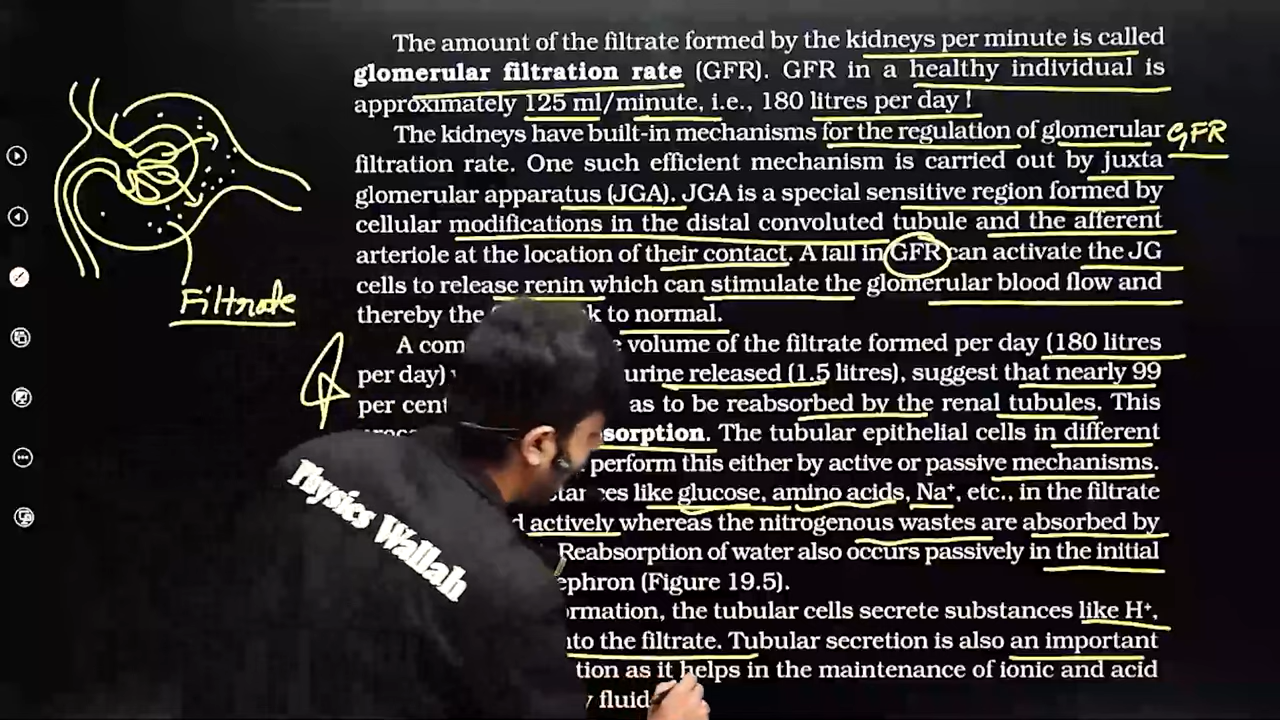 The amount of the filtrate formed by the kidneys per minute is called
glomerular filtration rate (GFR). GFR in a healthy individual is
approximately 125 ml/minute, i.e., 180 litres per day !
The kidneys have built-in mechanisms for the regulation of glomerular GFR
filtration rate. One such efficient mechanism is carried out by juxta
glomerular apparatus (JGA). JGA is a special sensitive region formed by
cellular modifications in the distal convoluted tubule and the afferent
arteriole at the location of their contact. A fall in GFR can activate the JG
cells to release renin which can stimulate the glomerular blood flow and
thereby the k to normal.
Filtrate
A com volume of the filtrate formed per day (180 litres
per day) urine released (1.5 litres), suggest that nearly 99
per cent as to be reabsorbed by the renal tubules. This
sorption. The tubular epithelial cells in different
perform this either by active or passive mechanisms.
like glucose, amino acids, Na⁺, etc., in the filtrate
actively whereas the nitrogenous wastes are absorbed by
Reabsorption of water also occurs passively in the initial
ephron (Figure 19.5).
ormation, the tubular cells secrete substances like H⁺,
nto the filtrate. Tubular secretion is also an important
tion as it helps in the maintenance of ionic and acid
fluid
Physics Wallah